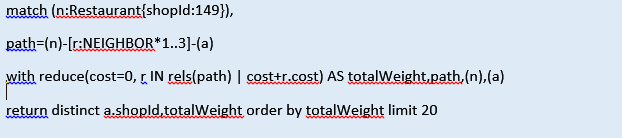 match (n:Restaurant{shopId:149}),
path=(n)-[r:NEIGHBOR*1..3]-(a)
with reduce(cost=0, r IN rels(path) | cost+r.cost) AS totalWeight,path,(n),(a)
return distinct a.shopId,totalWeight order by totalWeight limit 20